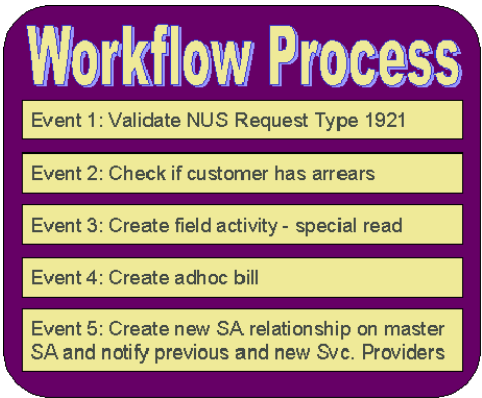 Workflow Process
Event 1: Validate NUS Request Type 1921
Event 2: Check if customer has arrears
Event 3: Create field activity - special read
Event 4: Create adhoc bill
Event 5: Create new SA relationship on master
SA and notify previous and new Svc. Providers